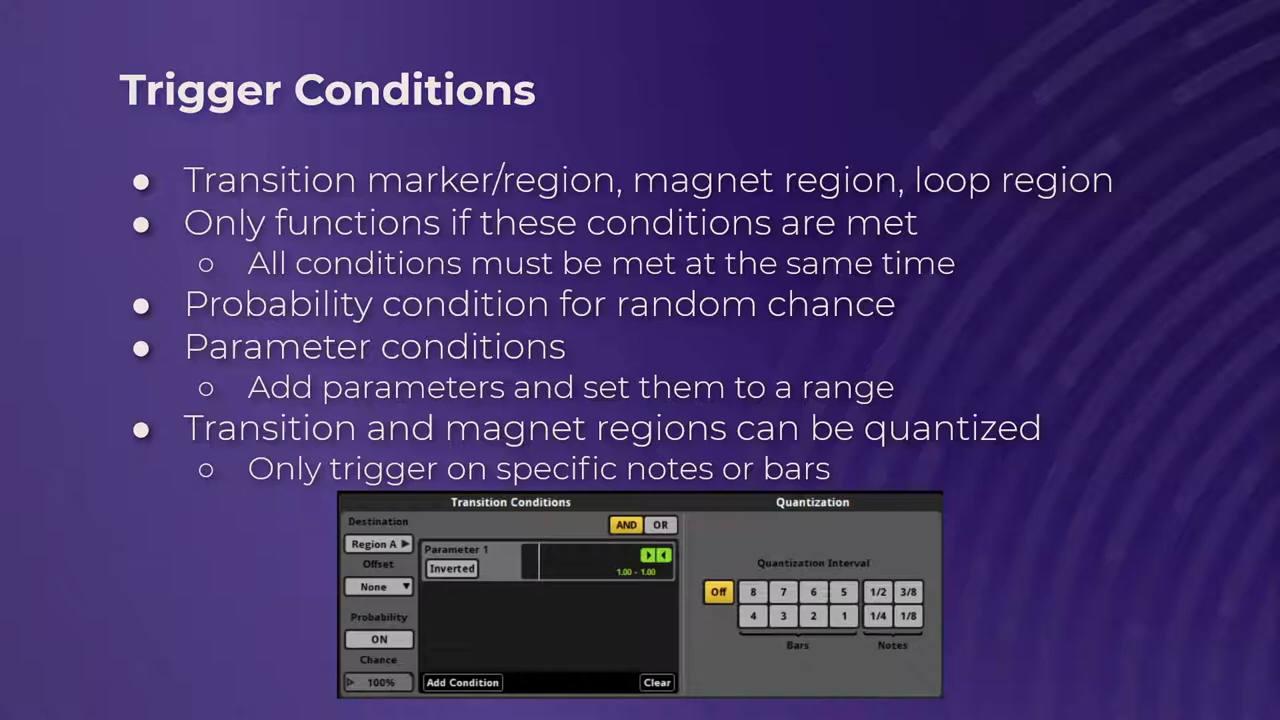 Trigger Conditions
● Transition marker/region, magnet region, loop region
● Only functions if these conditions are met
○ All conditions must be met at the same time
● Probability condition for random chance
● Parameter conditions
○ Add parameters and set them to a range
● Transition and magnet regions can be quantized
○ Only trigger on specific notes or bars
Transition Conditions
Destination
Region A
Offset
None
Probability
ON
Chance
100%
AND OR
Parameter 1
Inverted
1.00 - 1.00
Add Condition
Clear
Quantization
Quantization Interval
Off 8 7 6 5 1/2 3/8
4 3 2 1 1/4 1/8
Bars Notes